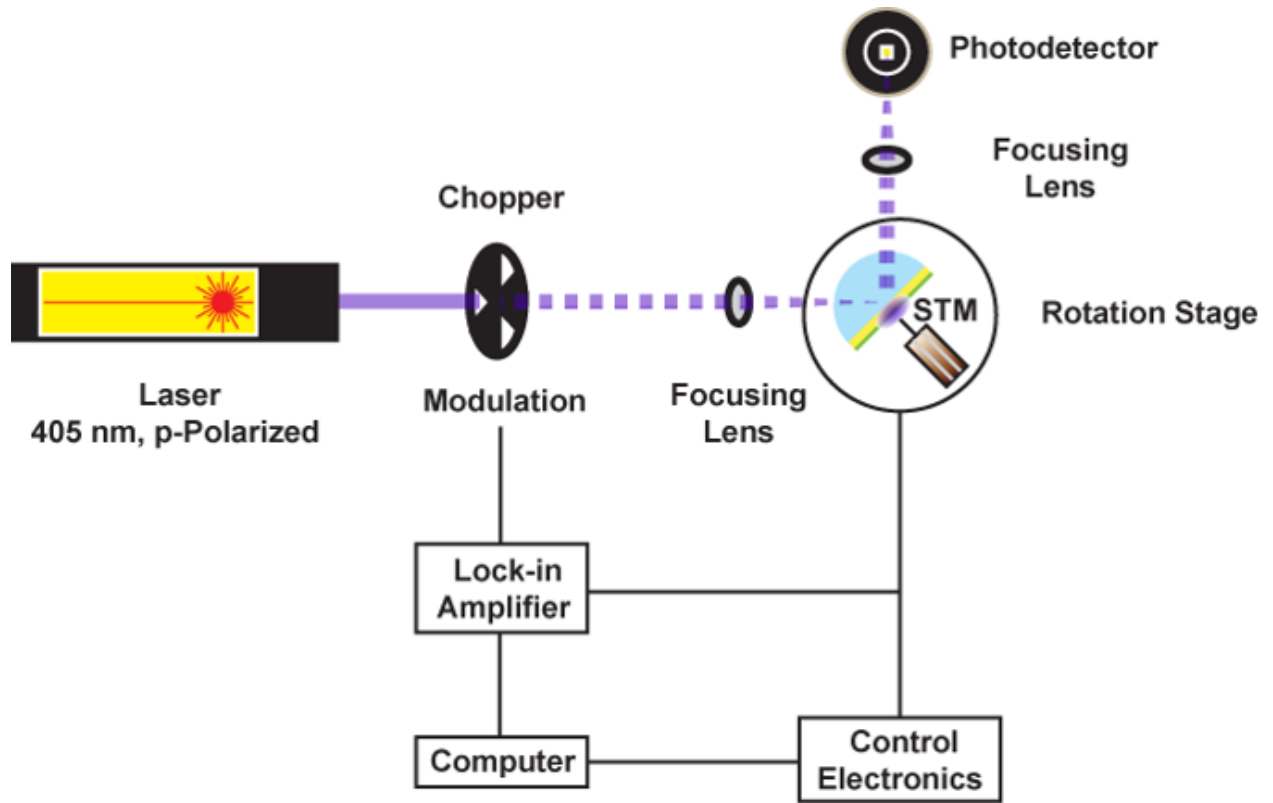 Photodetector
Focusing
Lens
Chopper
STM
Rotation Stage
Laser
405 nm, p-Polarized
Modulation
Focusing
Lens
Lock-in
Amplifier
Computer
Control
Electronics